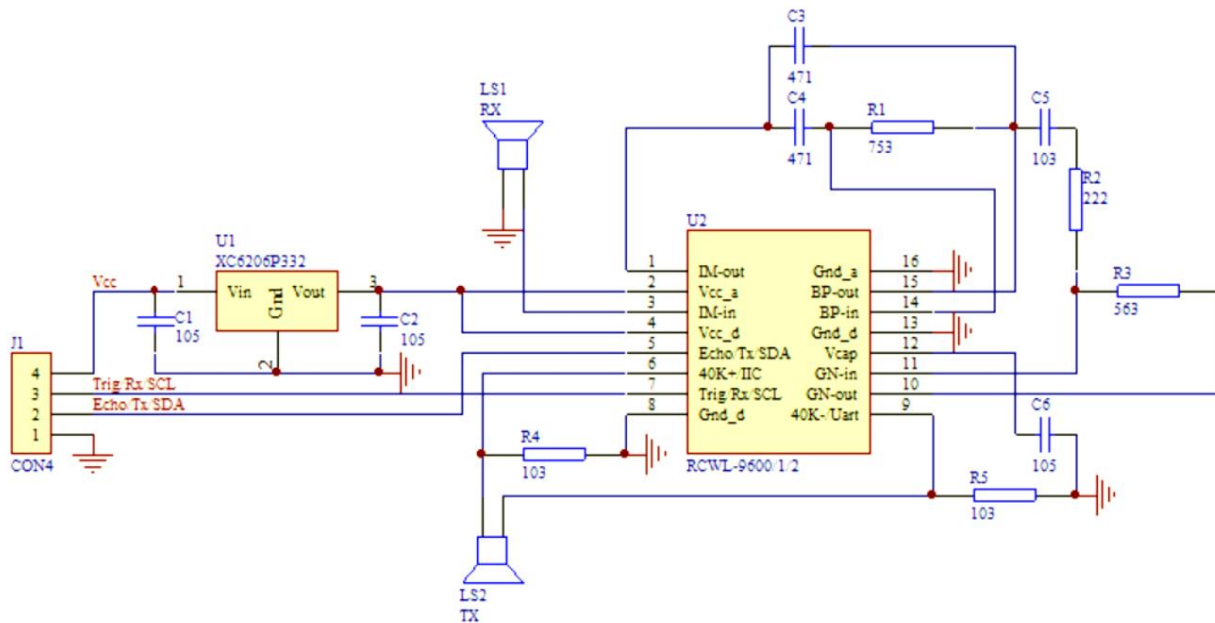 C3
471
C4
471
R1
753
C5
103
R2
222
R3
563
LS1
RX
U1
XC6206P332
Vcc
1
Vin
Gnd
Vout
3
2
C1
105
C2
105
J1
4
3
2
1
CON4
Trig/Rx/SCL
Echo/Tx/SDA
U2
1 IM-out
2 Vcc_a
3 IM-in
4 Vcc_d
5 Echo/Tx/SDA
6 40K+/IIC
7 Trig/Rx/SCL
8 Gnd_d
Gnd_a 16
BP-out 15
BP-in 14
Gnd_d 13
Vcap 12
GN-in 11
GN-out 10
40K-/Uart 9
RCWL-9600/1/2
R4
103
C6
105
R5
103
LS2
TX